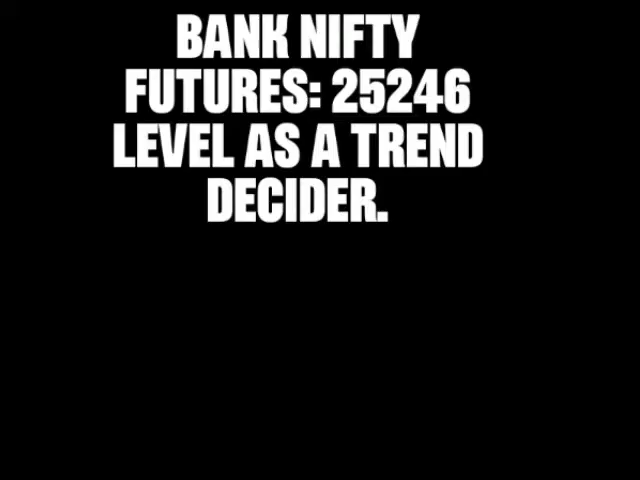 BANK NIFTY
FUTURES: 25246
LEVEL AS A TREND
DECIDER.